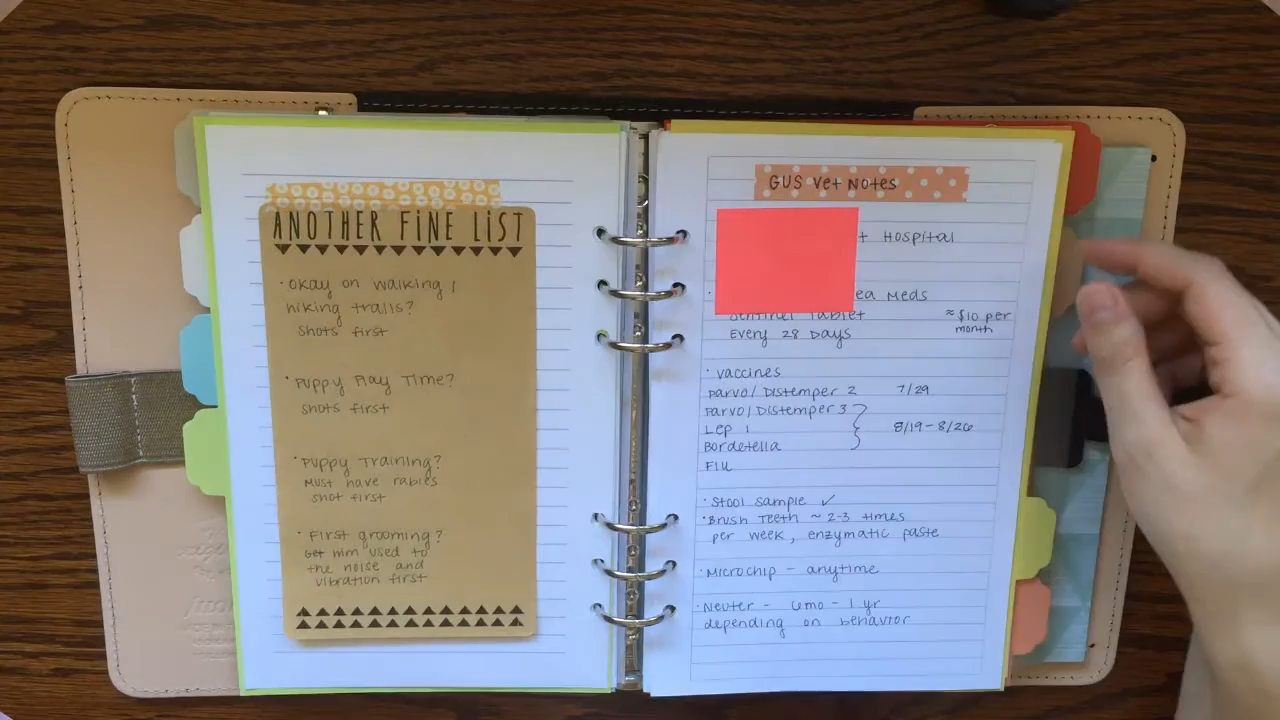 ANOTHER FINE LIST
· Okay on walking /
hiking trails?
Shots first
· Puppy Play Time?
Shots first
· Puppy Training?
Must have rabies
shot first
· First grooming?
Get him used to
the noise and
vibration first
GUS Vet Notes
t Hospital
ea Meds
Sentinel Tablet ≈ $10 per
month
Every 28 Days
· Vaccines
Parvo/Distemper 2 7/29
Parvo/Distemper 3
Lep 1 8/19 - 8/26
Bordetella
Flu
· Stool Sample ✓
· Brush Teeth ~ 2-3 times
per week, enzymatic paste
· Microchip - anytime
· Neuter - 6mo - 1 yr
depending on behavior